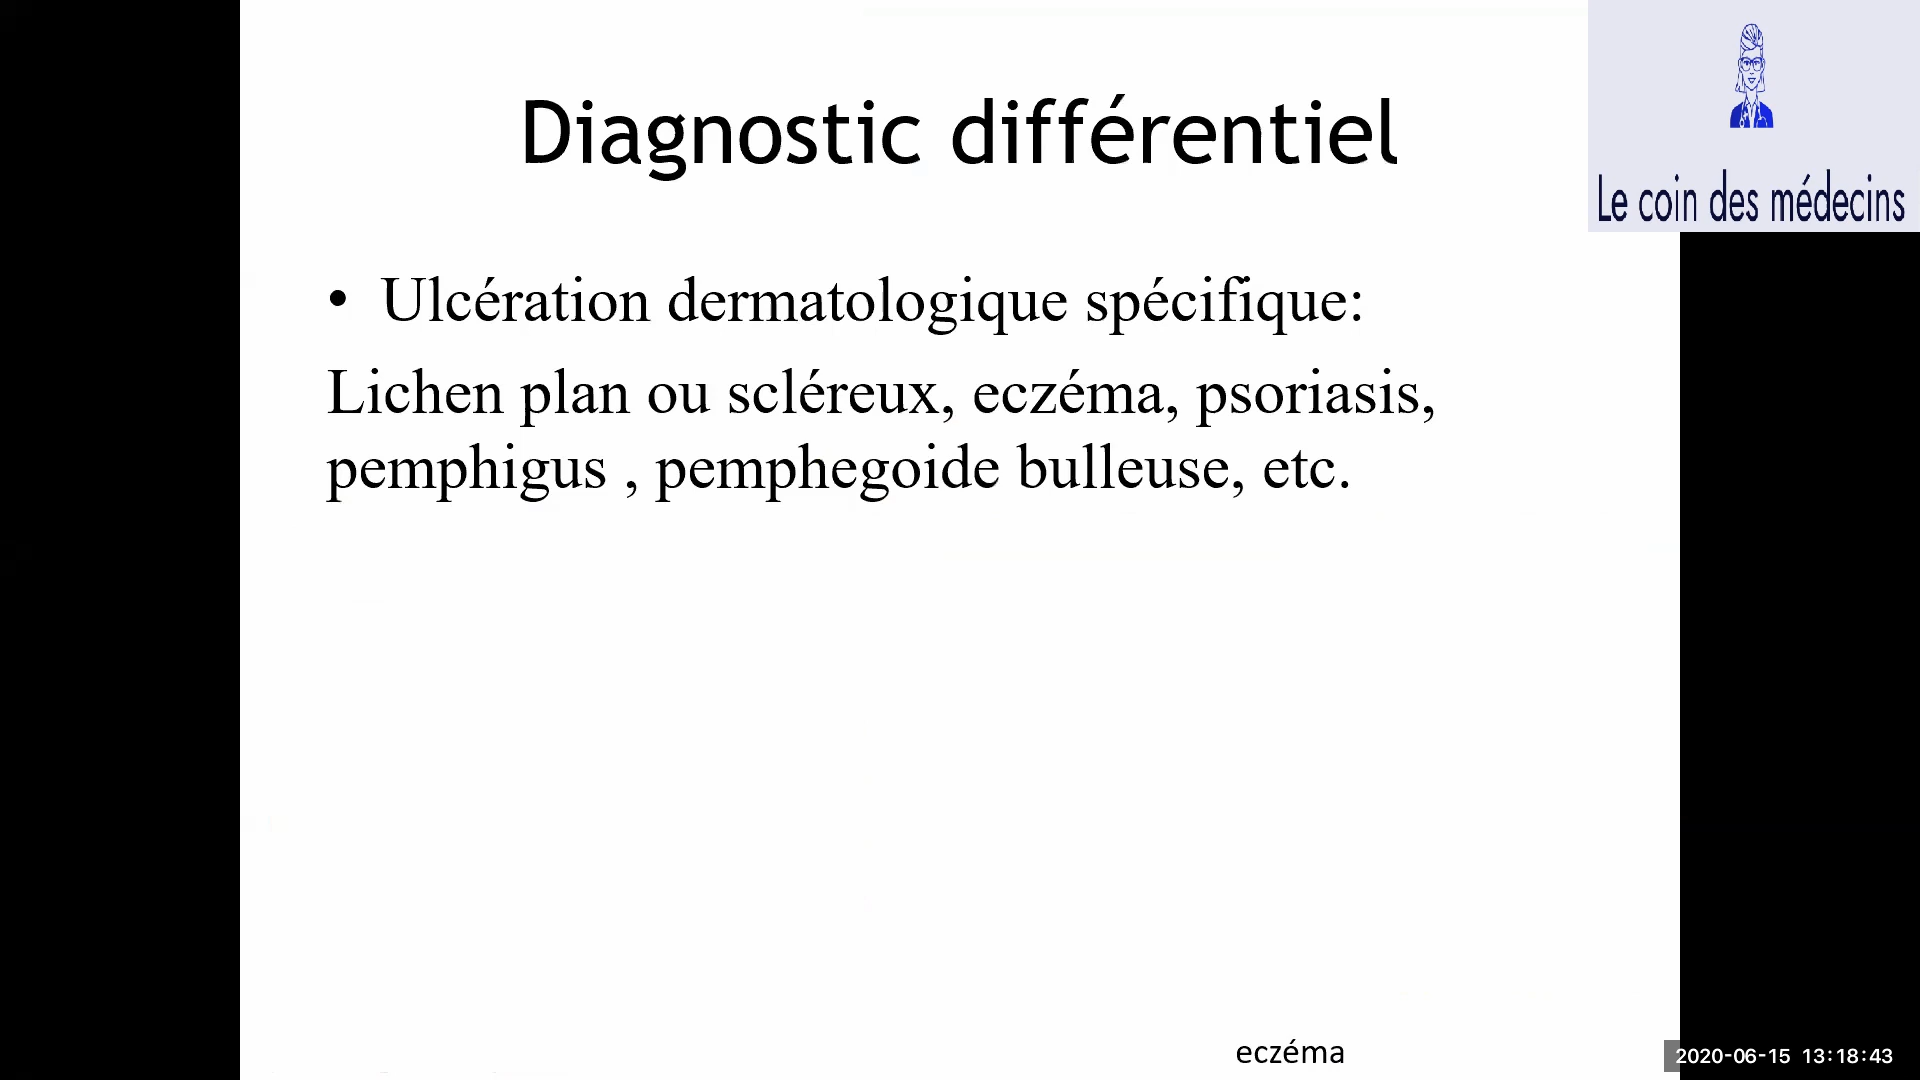 Diagnostic différentiel
Le coin des médecins
• Ulcération dermatologique spécifique:
Lichen plan ou scléreux, eczéma, psoriasis,
pemphigus , pemphegoide bulleuse, etc.
eczéma
2020-06-15 13:18:43